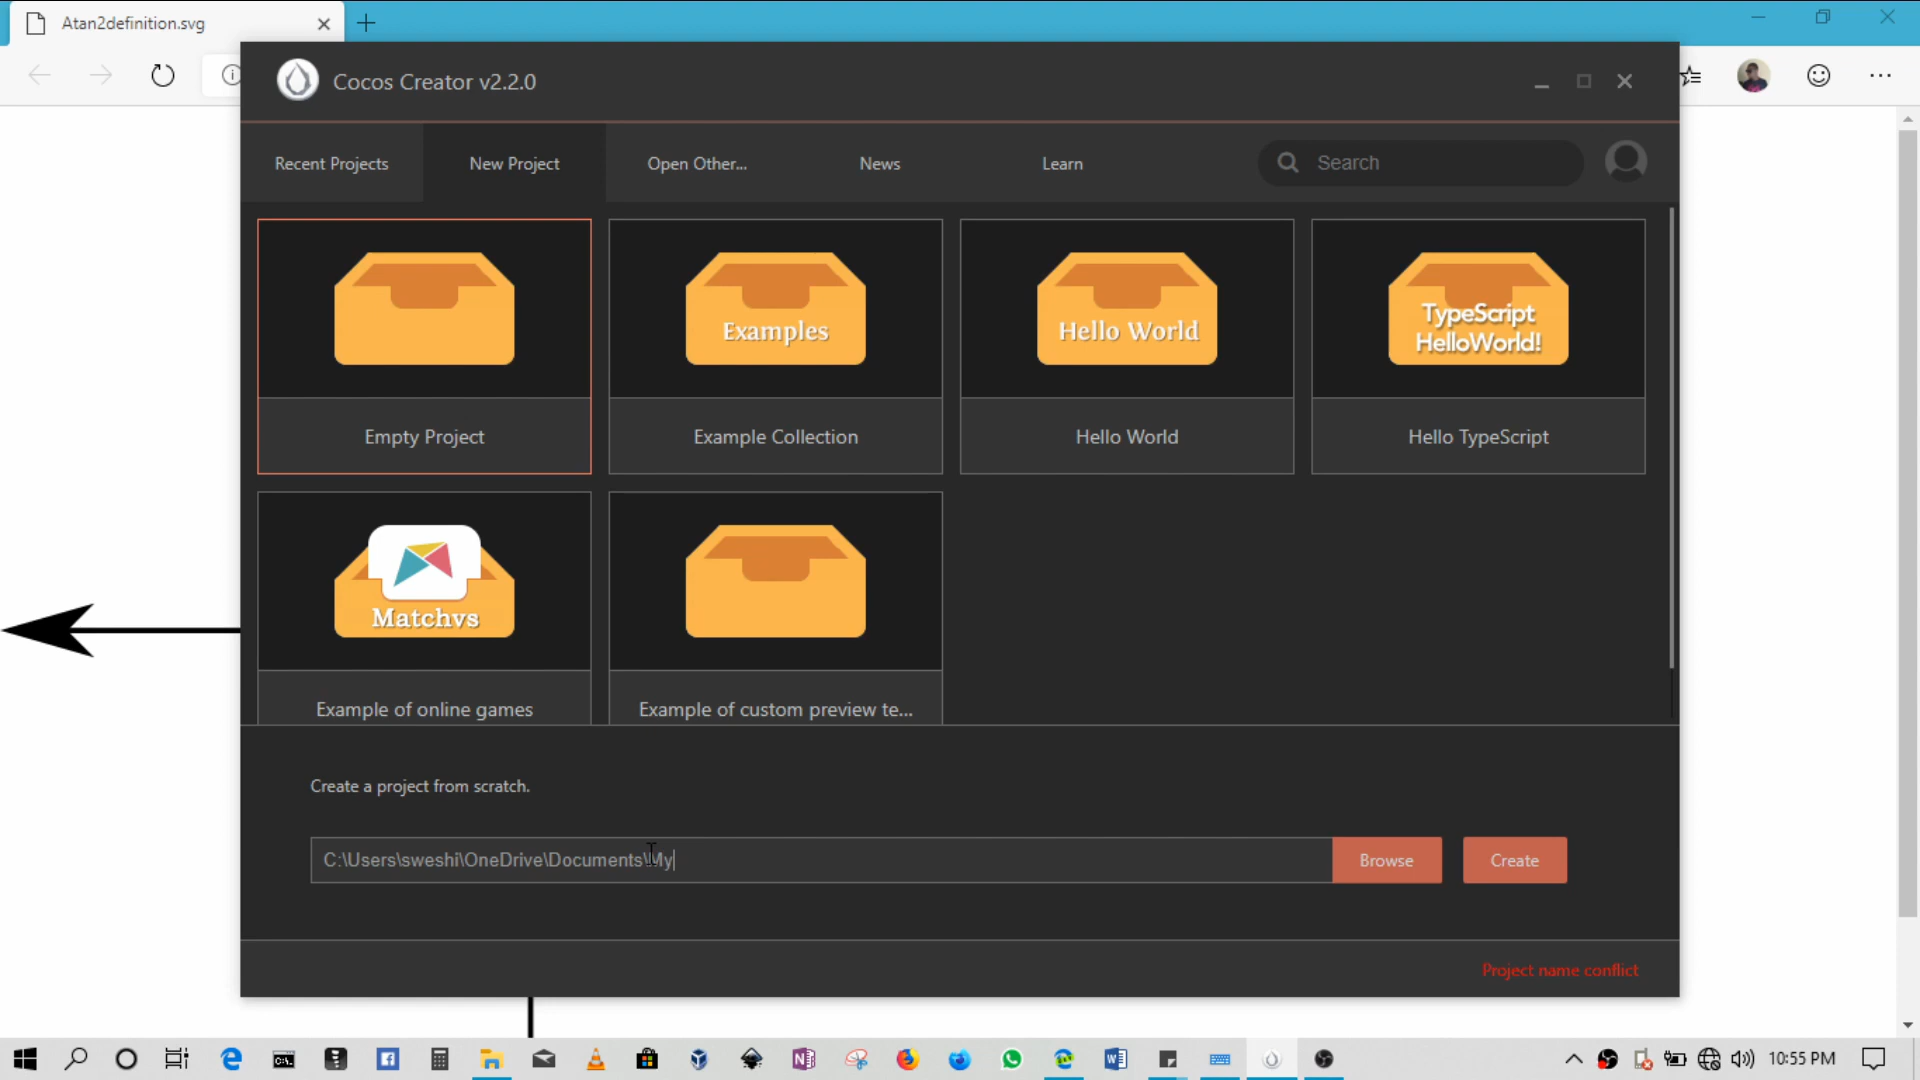 Atan2definition.svg
Cocos Creator v2.2.0
Recent Projects
New Project
Open Other...
News
Learn
Search
Examples
Hello World
TypeScript
HelloWorld!
Empty Project
Example Collection
Hello World
Hello TypeScript
Matchvs
Example of online games
Example of custom preview te...
Create a project from scratch.
C:\Users\sweshi\OneDrive\Documents\My
Browse
Create
Project name conflict
10:55 PM